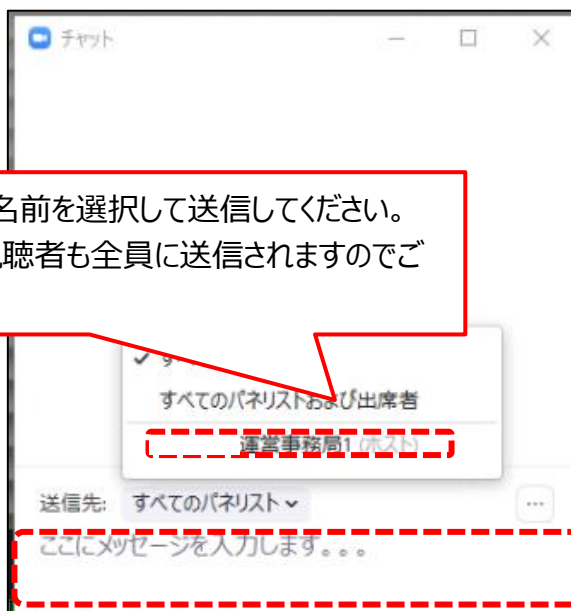 チャット
名前を選択して送信してください。
聴者も全員に送信されますのでご
すべてのパネリストおよび出席者
運営事務局1 (ホスト)
送信先: すべてのパネリスト
ここにメッセージを入力します。。。